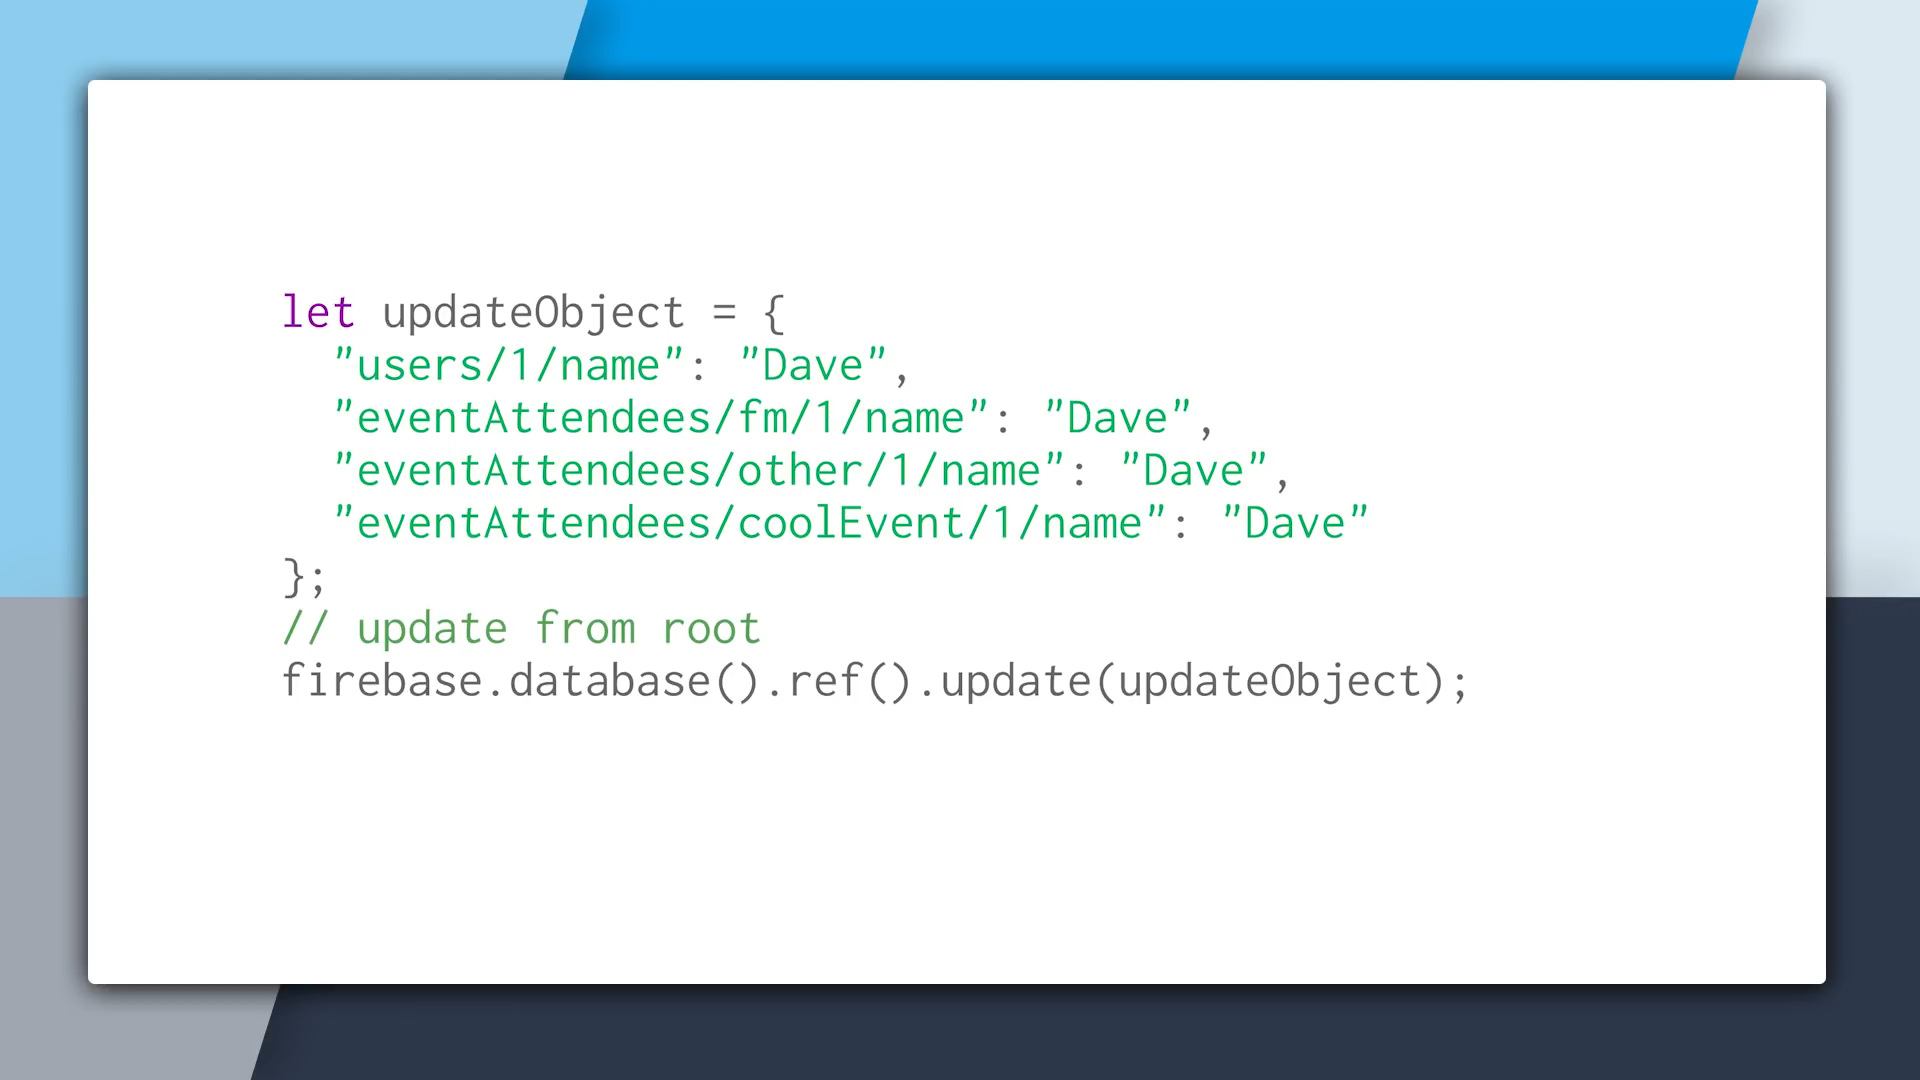 let updateObject = {
  "users/1/name": "Dave",
  "eventAttendees/fm/1/name": "Dave",
  "eventAttendees/other/1/name": "Dave",
  "eventAttendees/coolEvent/1/name": "Dave"
};
// update from root
firebase.database().ref().update(updateObject);